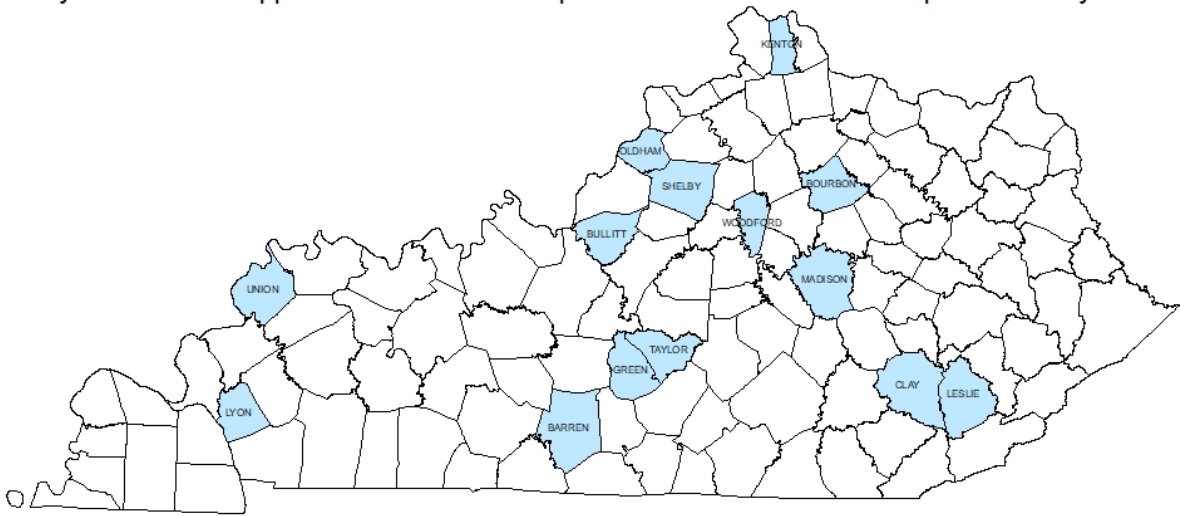 KENTON
OLDHAM
SHELBY
BOURBON
WOODFORD
BULLITT
MADISON
UNION
TAYLOR
GREEN
CLAY
LESLIE
LYON
BARREN